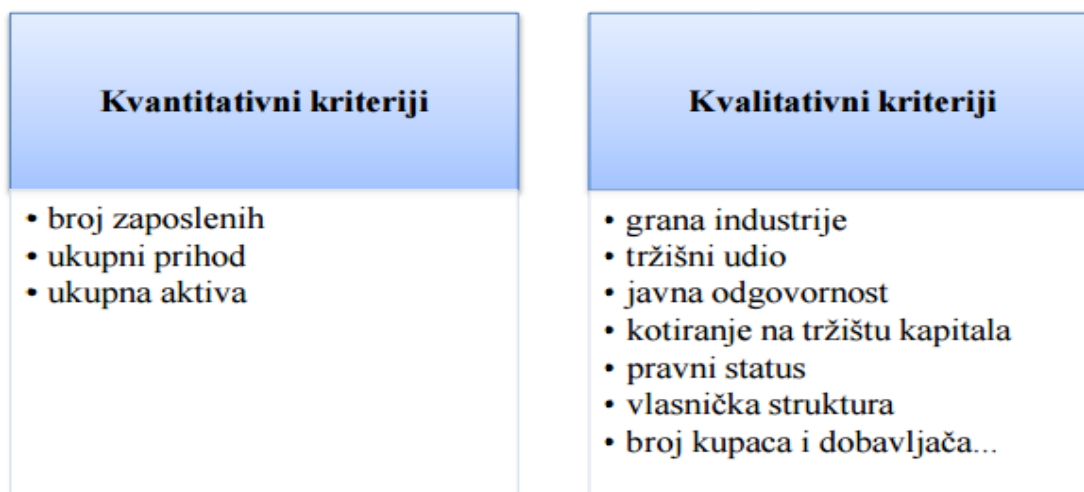 Kvantitativni kriteriji
• broj zaposlenih
• ukupni prihod
• ukupna aktiva
Kvalitativni kriteriji
• grana industrije
• tržišni udio
• javna odgovornost
• kotiranje na tržištu kapitala
• pravni status
• vlasnička struktura
• broj kupaca i dobavljača...